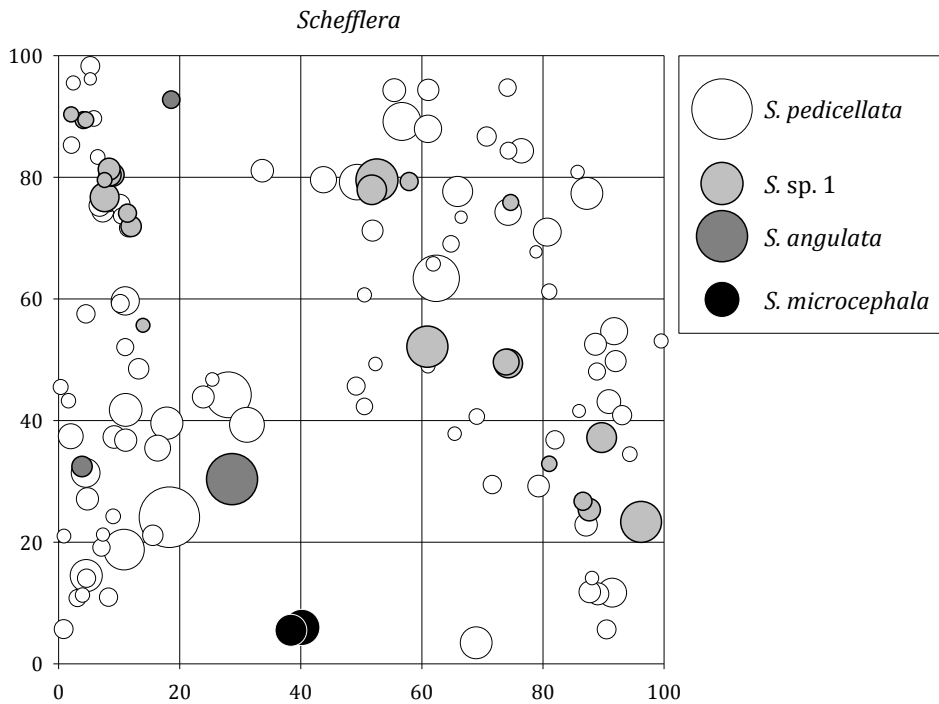 Schefflera
100
80
60
40
20
0
0 20 40 60 80 100
S. pedicellata
S. sp. 1
S. angulata
S. microcephala